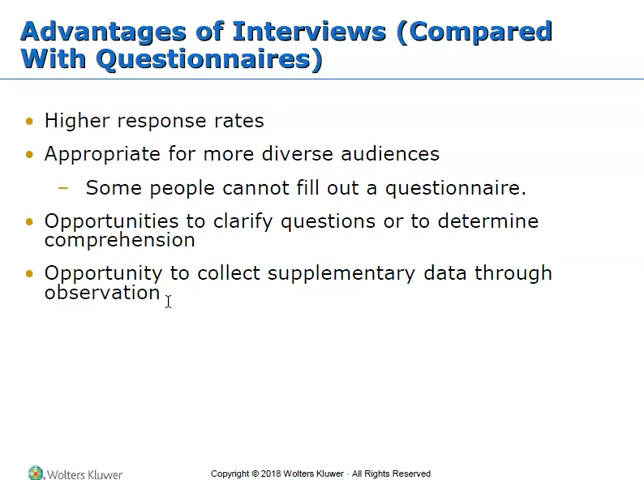 Advantages of Interviews (Compared
With Questionnaires)
• Higher response rates
• Appropriate for more diverse audiences
– Some people cannot fill out a questionnaire.
• Opportunities to clarify questions or to determine
comprehension
• Opportunity to collect supplementary data through
observation
Wolters Kluwer
Copyright © 2018 Wolters Kluwer · All Rights Reserved